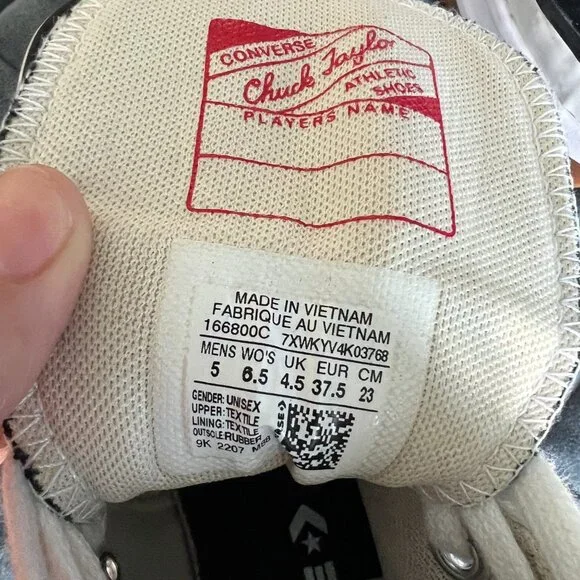 CONVERSE
Chuck Taylor
ATHLETIC
SHOES
PLAYERS NAME
MADE IN VIETNAM
FABRIQUE AU VIETNAM
166800C 7XWKYV4K03768
MENS WO'S UK EUR CM
5 6.5 4.5 37.5 23
GENDER: UNISEX
UPPER: TEXTILE
LINING: TEXTILE
OUTSOLE: RUBBER
9K 2207 MSB